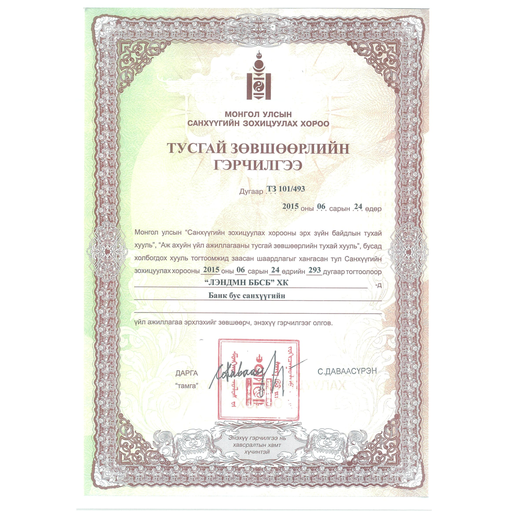 МОНГОЛ УЛСЫН
САНХҮҮГИЙН ЗОХИЦУУЛАХ ХОРОО
ТУСГАЙ ЗӨВШӨӨРЛИЙН
ГЭРЧИЛГЭЭ
Дугаар ТЗ 101/493
2015 оны 06 сарын 24 өдөр
Монгол улсын "Санхүүгийн зохицуулах хорооны эрх зүйн байдлын тухай
хууль", "Аж ахуйн үйл ажиллагааны тусгай зөвшөөрлийн тухай хууль", бусад
холбогдох хууль тогтоомжид заасан шаардлагыг хангасан тул Санхүүгийн
зохицуулах хорооны 2015 оны 06 сарын 24 өдрийн 293 дугаар тогтоолоор
"ЛЭНДМН ББСБ" ХК -д
Банк бус санхүүгийн
үйл ажиллагаа эрхлэхийг зөвшөөрч, энэхүү гэрчилгээг олгов.
ДАРГА С.ДАВААСҮРЭН
"тамга"
Энэхүү гэрчилгээ нь
хавсралтын хамт
хүчинтэй